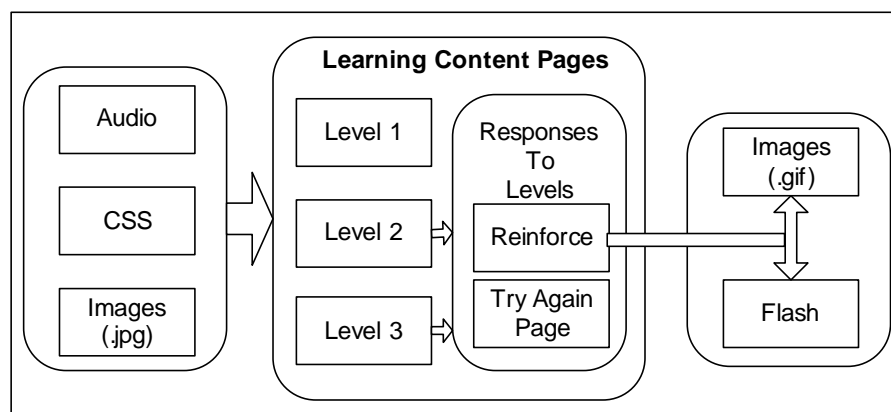 Learning Content Pages
Audio
CSS
Images
(.jpg)
Level 1
Level 2
Level 3
Responses
To
Levels
Reinforce
Try Again
Page
Images
(.gif)
Flash